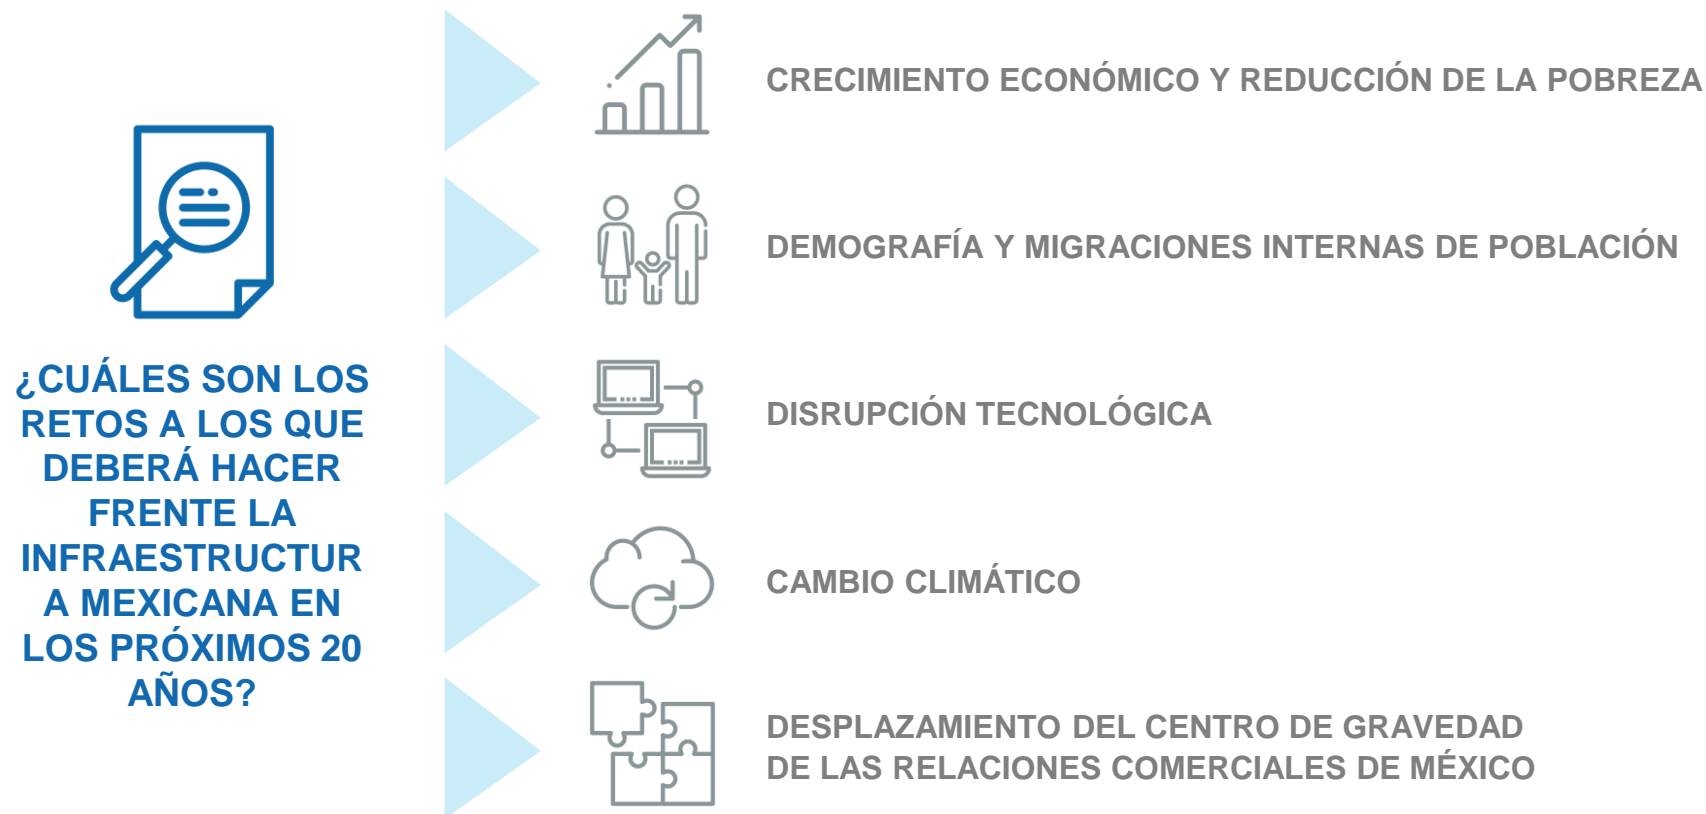 ¿CUÁLES SON LOS
RETOS A LOS QUE
DEBERÁ HACER
FRENTE LA
INFRAESTRUCTUR
A MEXICANA EN
LOS PRÓXIMOS 20
AÑOS?
CRECIMIENTO ECONÓMICO Y REDUCCIÓN DE LA POBREZA
DEMOGRAFÍA Y MIGRACIONES INTERNAS DE POBLACIÓN
DISRUPCIÓN TECNOLÓGICA
CAMBIO CLIMÁTICO
DESPLAZAMIENTO DEL CENTRO DE GRAVEDAD
DE LAS RELACIONES COMERCIALES DE MÉXICO